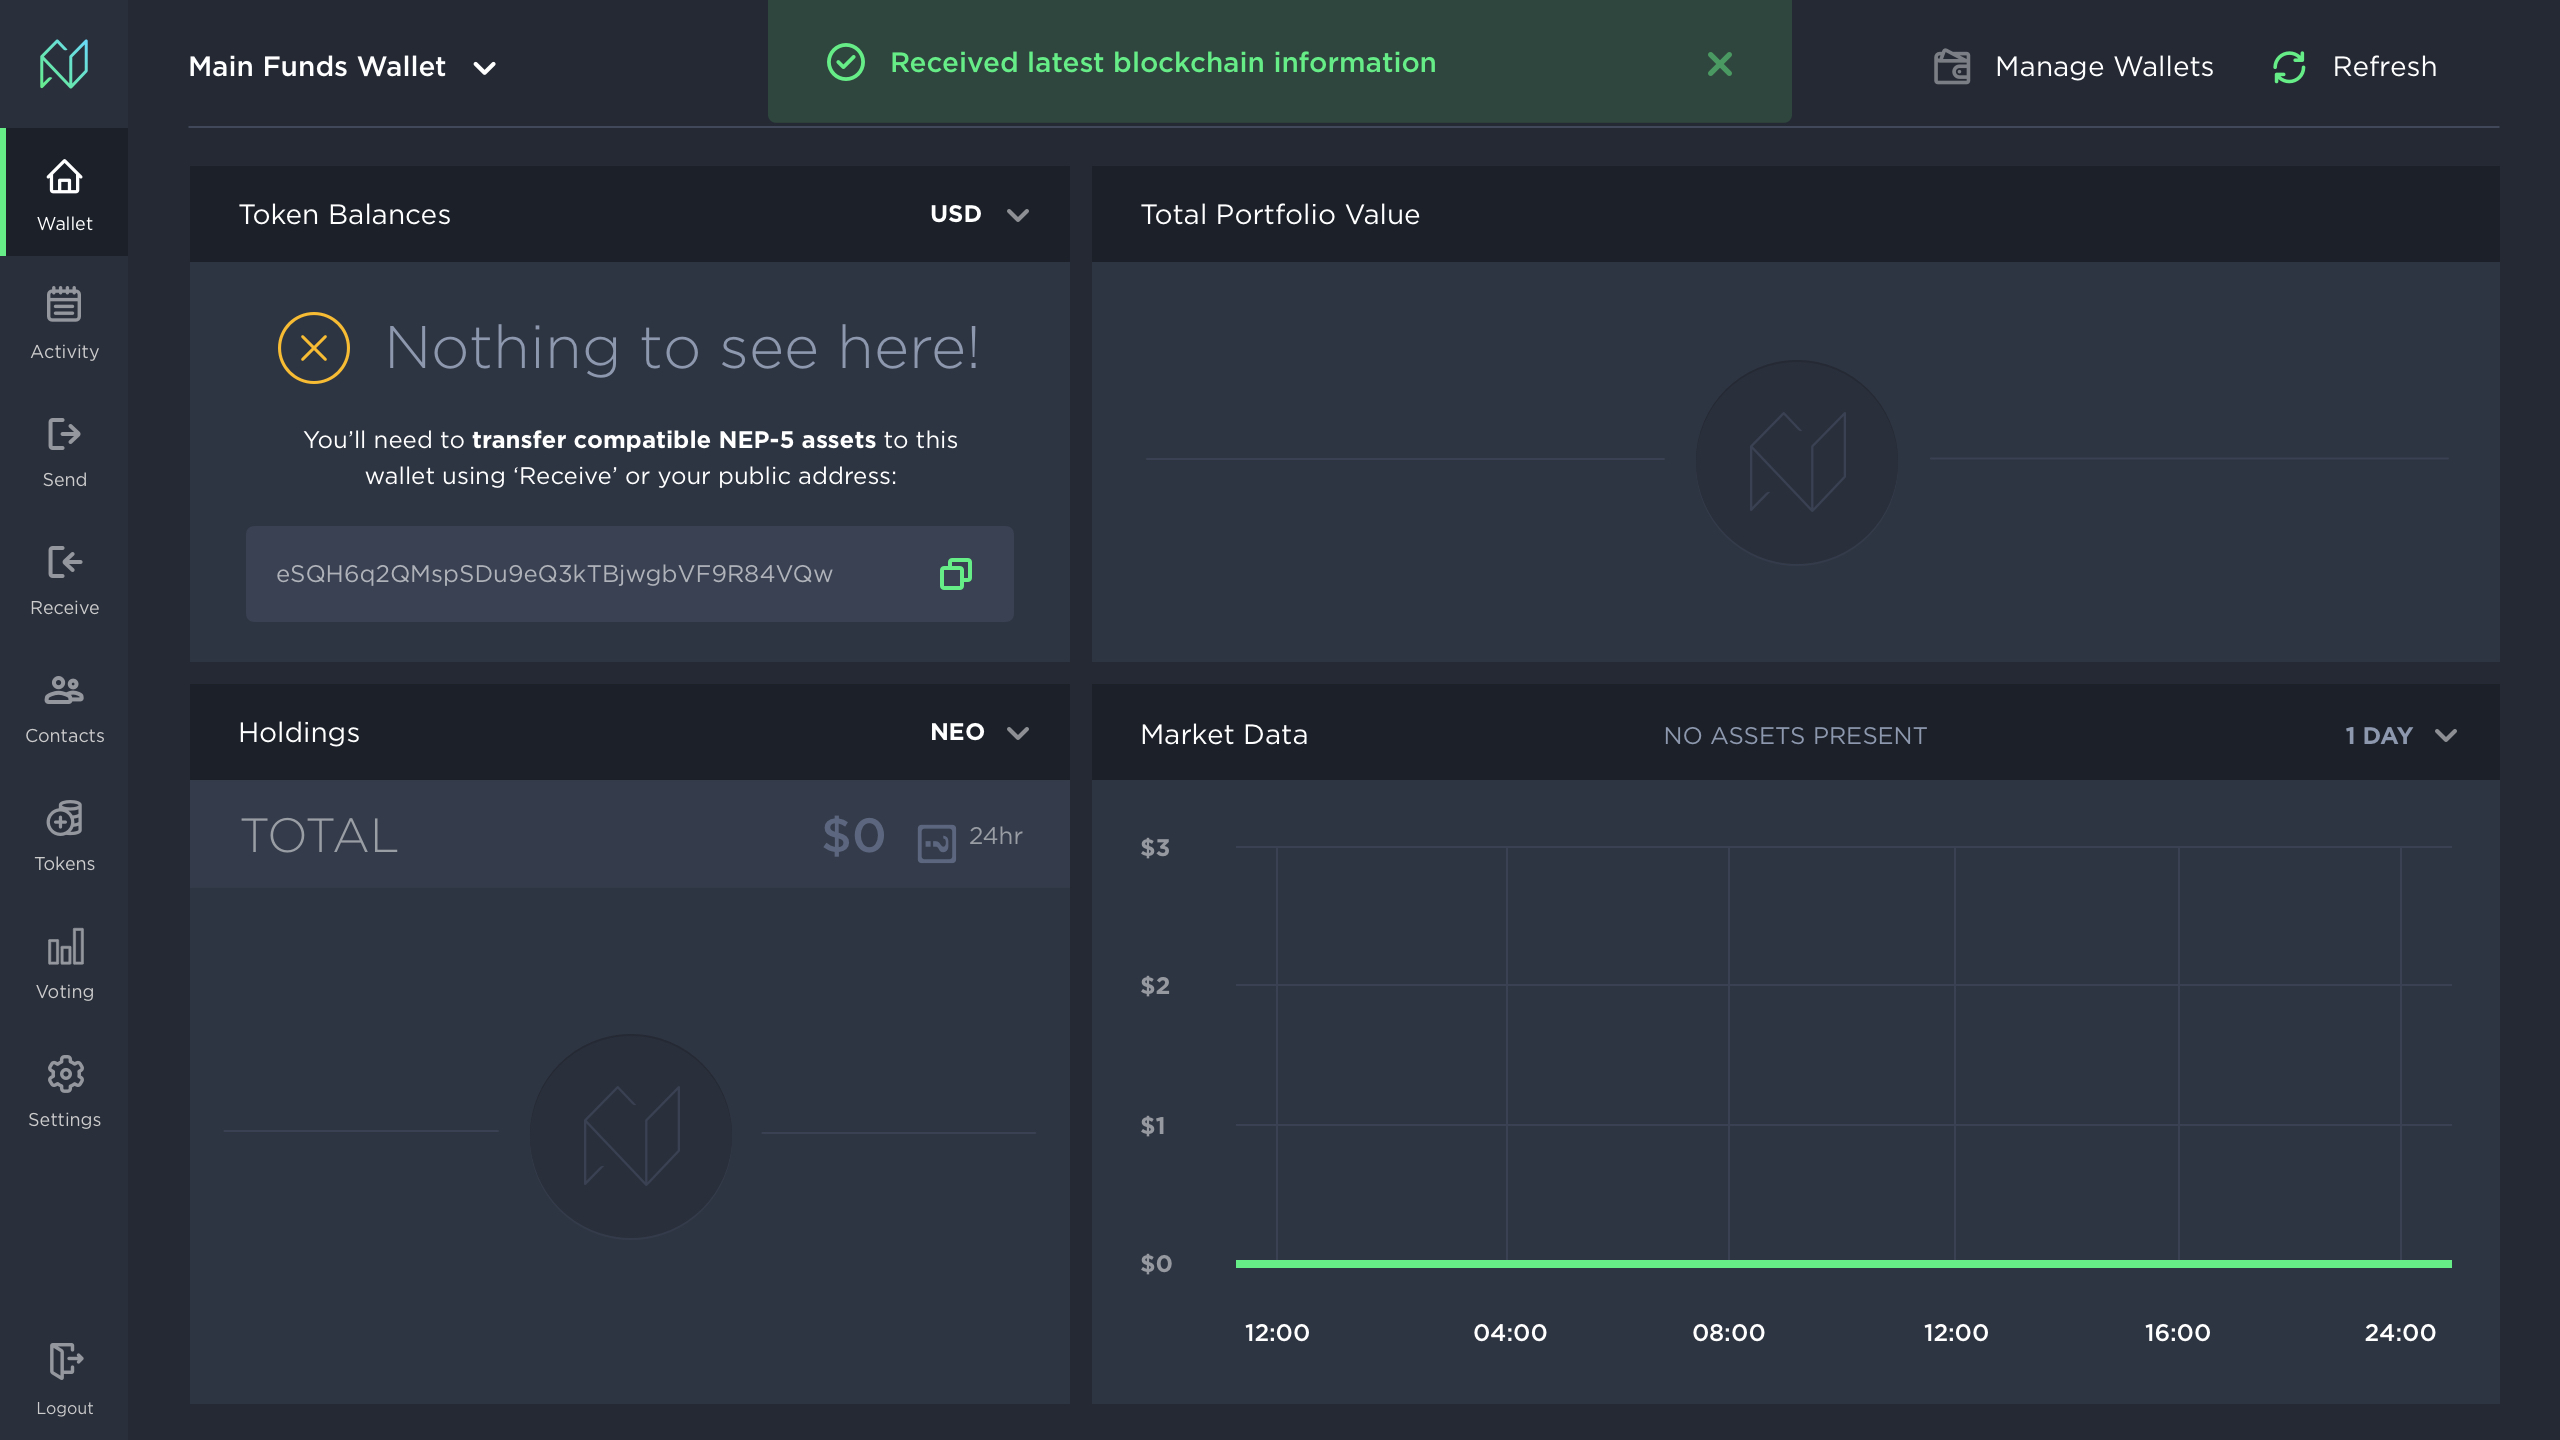 Main Funds Wallet
Received latest blockchain information
Manage Wallets
Refresh
Wallet
Activity
Send
Receive
Contacts
Tokens
Voting
Settings
Logout
Token Balances
USD
Nothing to see here!
You’ll need to transfer compatible NEP-5 assets to this
wallet using ‘Receive’ or your public address:
eSQH6q2QMspSDu9eQ3kTBjwgbVF9R84VQw
Total Portfolio Value
Holdings
NEO
TOTAL
$0
24hr
Market Data
NO ASSETS PRESENT
1 DAY
$3
$2
$1
$0
12:00
04:00
08:00
12:00
16:00
24:00